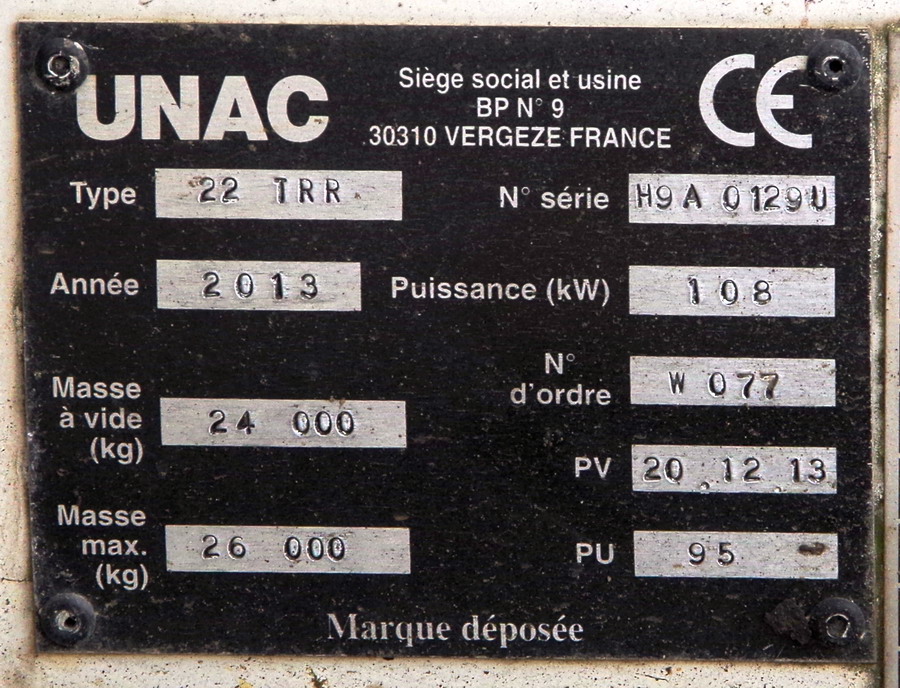 UNAC
Siège social et usine
BP N° 9
30310 VERGEZE FRANCE
CE
Type 22 TRR
N° série H9A 0129U
Année 2013
Puissance (kW) 108
N°
d'ordre W 077
Masse
à vide
(kg) 24 000
PV 20.12.13
Masse
max.
(kg) 26 000
PU 95
Marque déposée